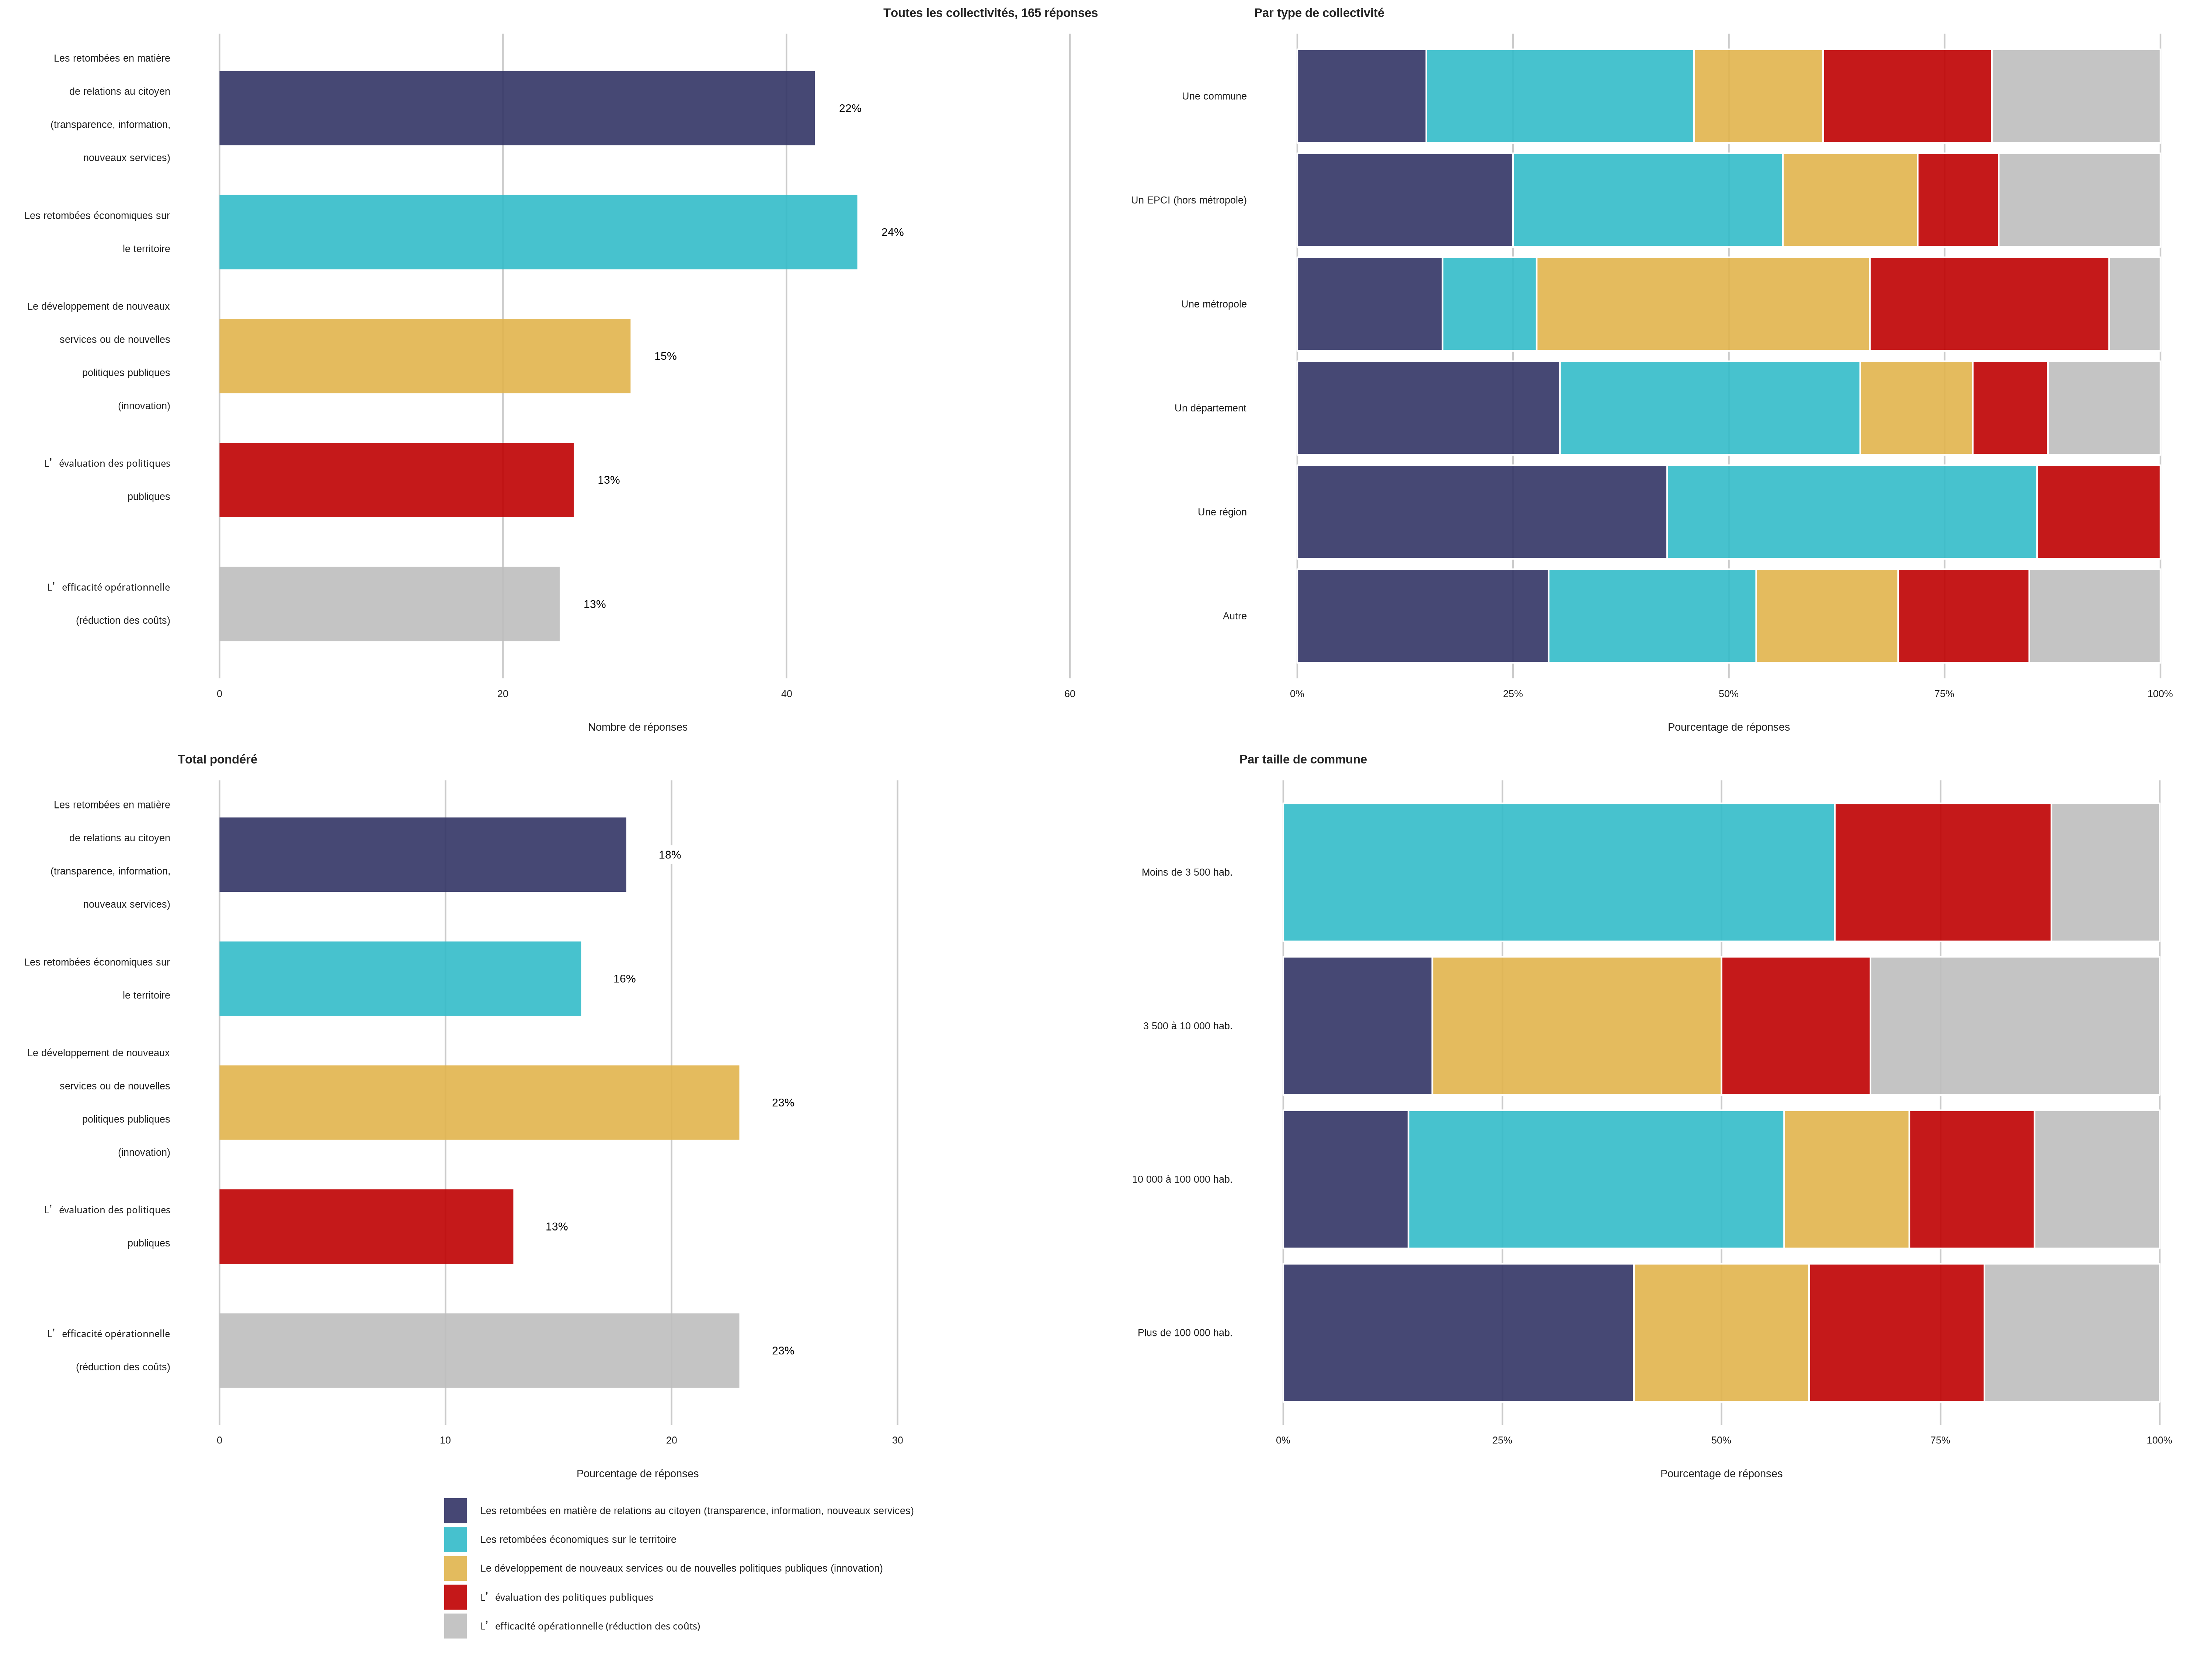 Toutes les collectivités, 165 réponses
Les retombées en matière
de relations au citoyen
(transparence, information,
nouveaux services)
22%
Les retombées économiques sur
le territoire
24%
Le développement de nouveaux
services ou de nouvelles
politiques publiques
(innovation)
15%
L’évaluation des politiques
publiques
13%
L’efficacité opérationnelle
(réduction des coûts)
13%
0 20 40 60
Nombre de réponses
Par type de collectivité
Une commune
Un EPCI (hors métropole)
Une métropole
Un département
Une région
Autre
0% 25% 50% 75% 100%
Pourcentage de réponses
Total pondéré
Les retombées en matière
de relations au citoyen
(transparence, information,
nouveaux services)
18%
Les retombées économiques sur
le territoire
16%
Le développement de nouveaux
services ou de nouvelles
politiques publiques
(innovation)
23%
L’évaluation des politiques
publiques
13%
L’efficacité opérationnelle
(réduction des coûts)
23%
0 10 20 30
Pourcentage de réponses
Par taille de commune
Moins de 3 500 hab.
3 500 à 10 000 hab.
10 000 à 100 000 hab.
Plus de 100 000 hab.
0% 25% 50% 75% 100%
Pourcentage de réponses
Les retombées en matière de relations au citoyen (transparence, information, nouveaux services)
Les retombées économiques sur le territoire
Le développement de nouveaux services ou de nouvelles politiques publiques (innovation)
L’évaluation des politiques publiques
L’efficacité opérationnelle (réduction des coûts)